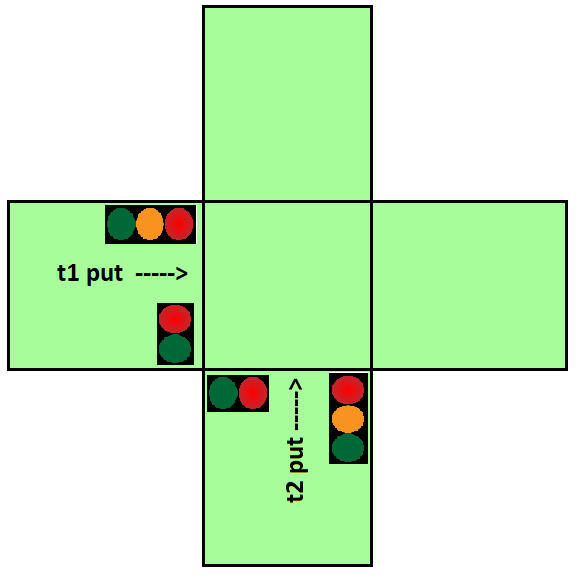 t1 put ----->
t2 put ----->